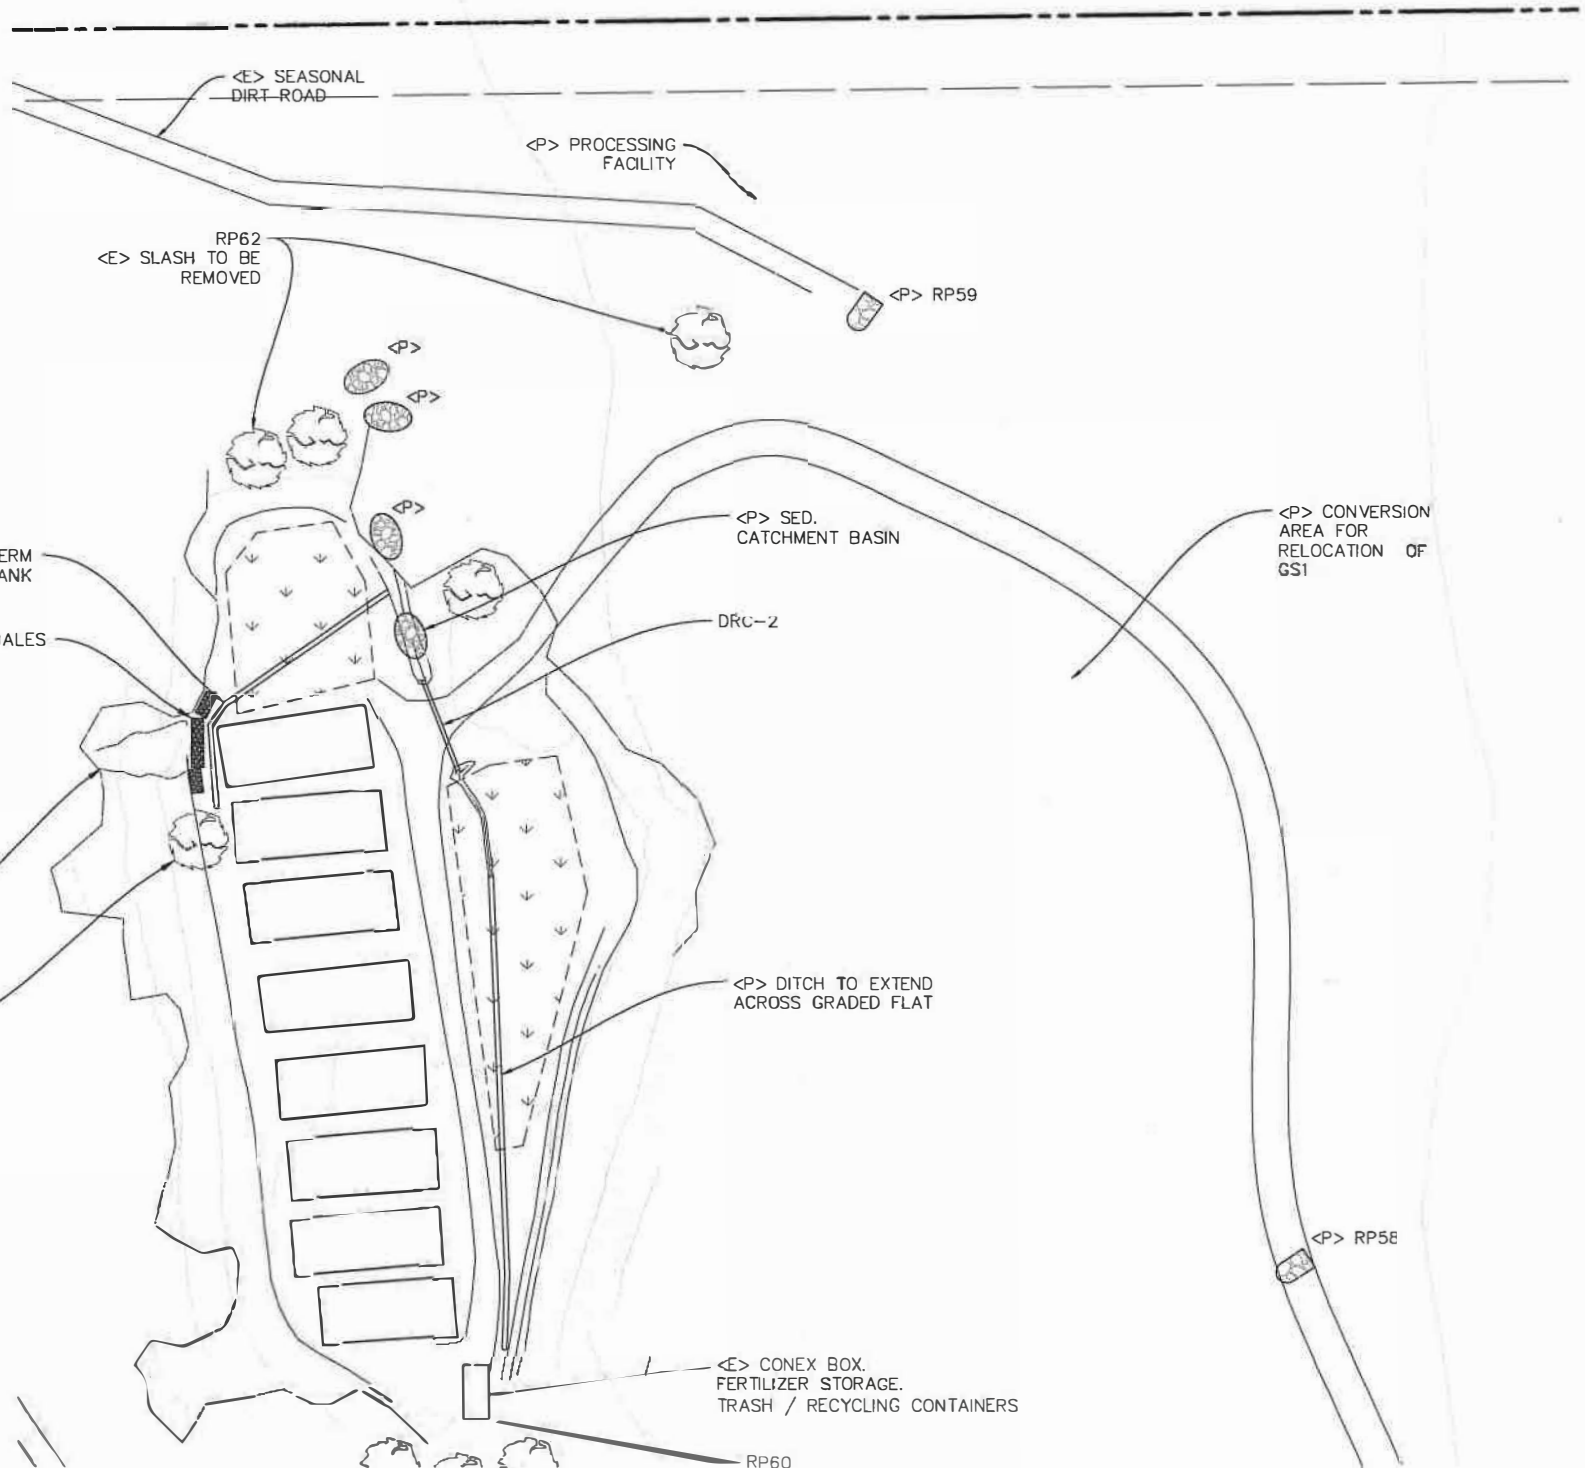 <E> SEASONAL
DIRT ROAD
<P> PROCESSING
FACILITY
RP62
<E> SLASH TO BE
REMOVED
<P> RP59
<P>
<P>
<P>
<P> SED.
CATCHMENT BASIN
<P> CONVERSION
AREA FOR
RELOCATION OF
GS1
ERM
ANK
ALES
DRC-2
<P> DITCH TO EXTEND
ACROSS GRADED FLAT
<P> RP58
<E> CONEX BOX.
FERTILIZER STORAGE.
TRASH / RECYCLING CONTAINERS
RP60